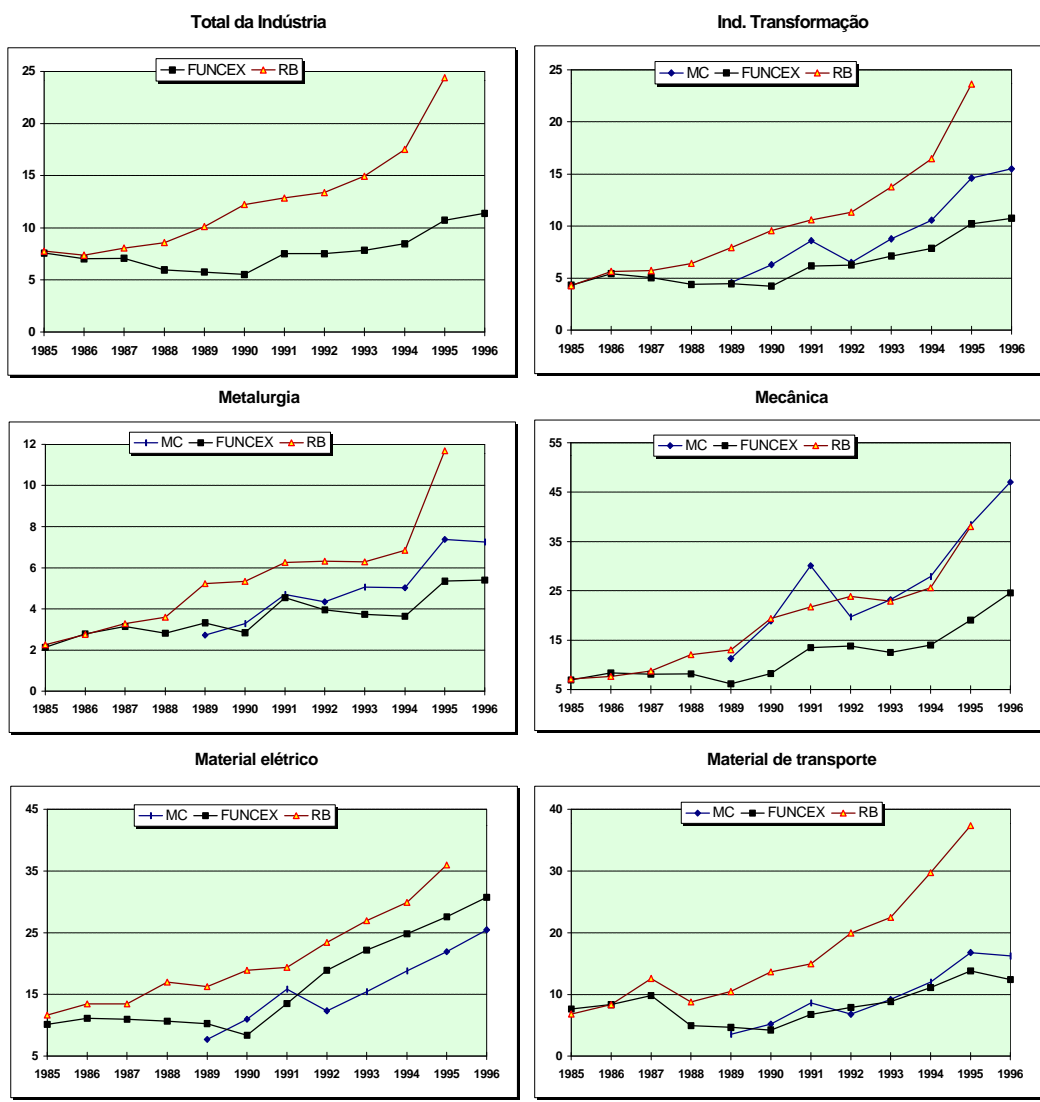 Total da Indústria
FUNCEX RB
25
20
15
10
5
0
1985 1986 1987 1988 1989 1990 1991 1992 1993 1994 1995 1996
Ind. Transformação
MC FUNCEX RB
25
20
15
10
5
0
1985 1986 1987 1988 1989 1990 1991 1992 1993 1994 1995 1996
Metalurgia
MC FUNCEX RB
12
10
8
6
4
2
0
1985 1986 1987 1988 1989 1990 1991 1992 1993 1994 1995 1996
Mecânica
MC FUNCEX RB
55
45
35
25
15
5
1985 1986 1987 1988 1989 1990 1991 1992 1993 1994 1995 1996
Material elétrico
MC FUNCEX RB
45
35
25
15
5
1985 1986 1987 1988 1989 1990 1991 1992 1993 1994 1995 1996
Material de transporte
MC FUNCEX RB
40
30
20
10
0
1985 1986 1987 1988 1989 1990 1991 1992 1993 1994 1995 1996